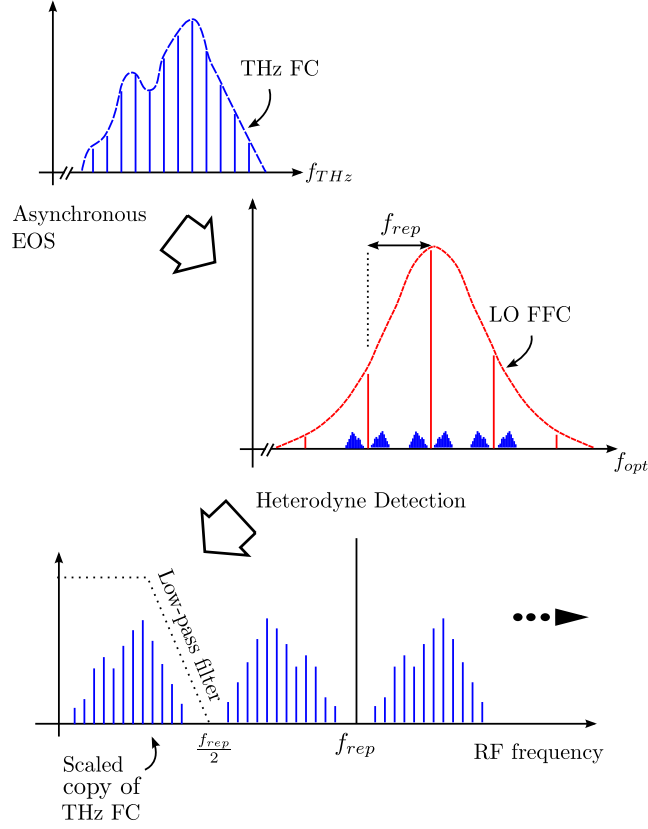 THz FC
f_THz
Asynchronous
EOS
f_rep
LO FFC
f_opt
Heterodyne Detection
Low-pass filter
f_rep/2
f_rep
RF frequency
Scaled
copy of
THz FC